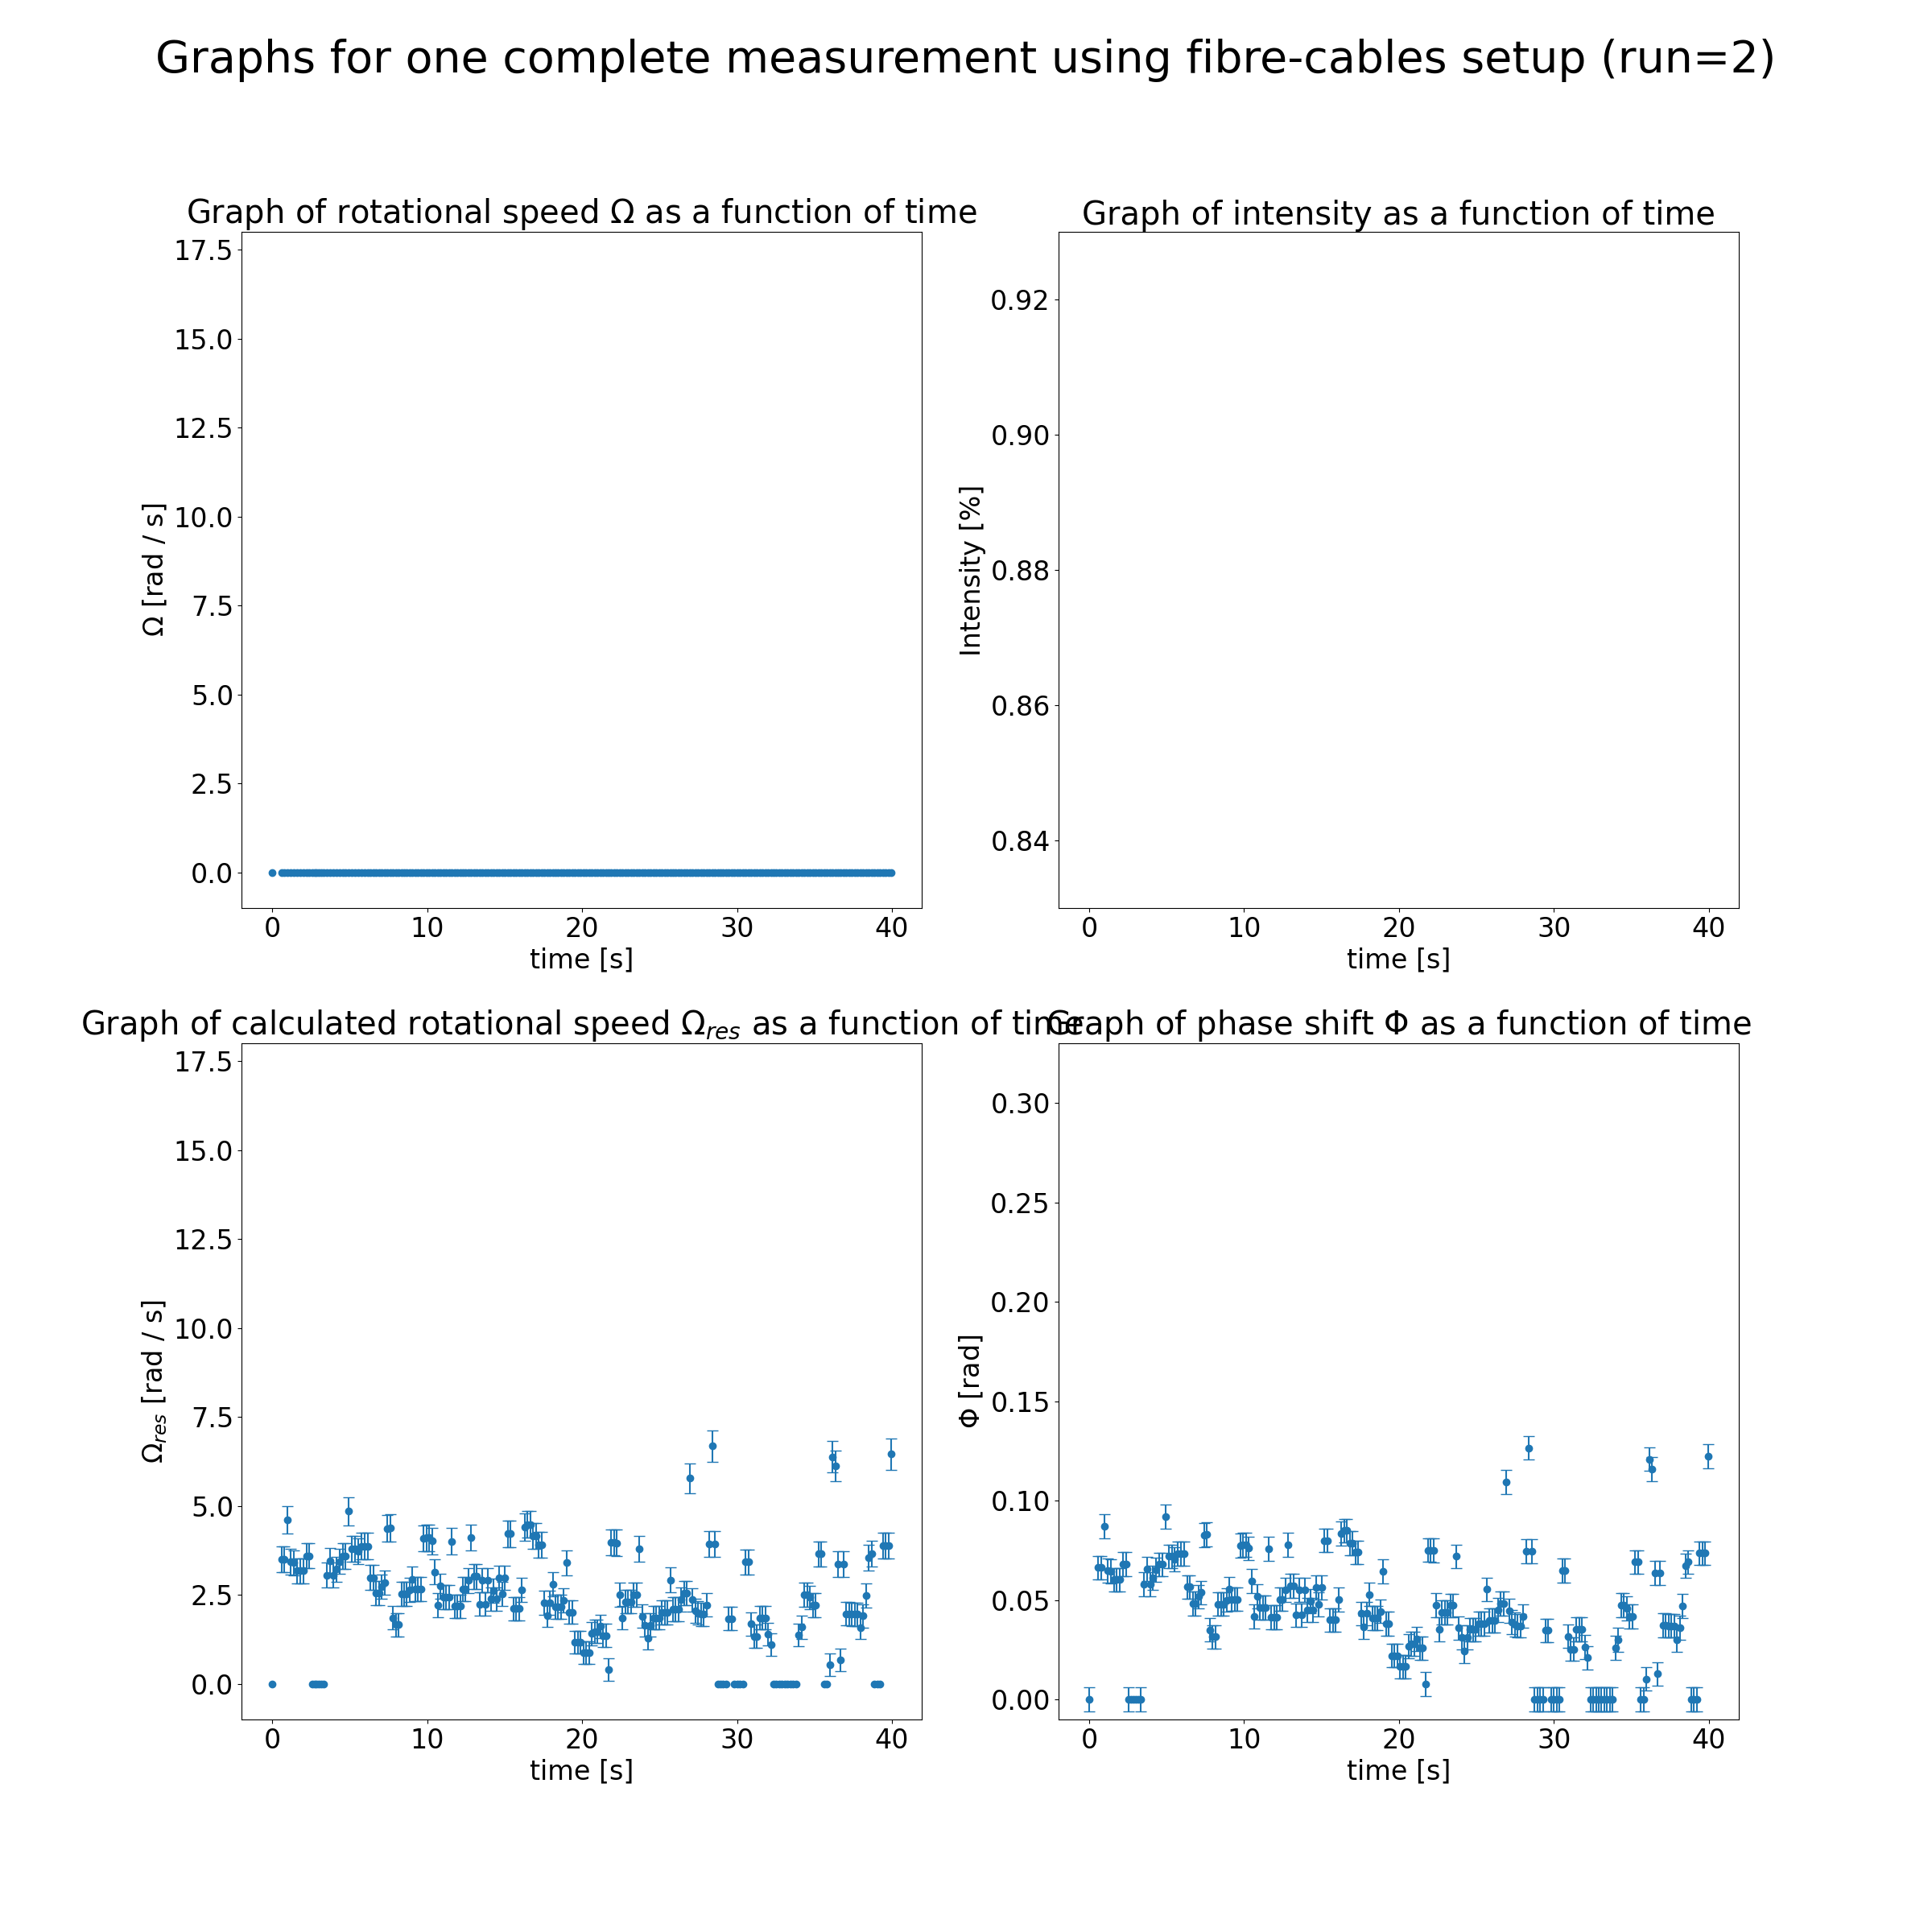 Graphs for one complete measurement using fibre-cables setup (run=2)
Graph of rotational speed Ω as a function of time
17.5
15.0
12.5
10.0
7.5
5.0
2.5
0.0
Ω [rad / s]
0 10 20 30 40
time [s]
Graph of intensity as a function of time
0.92
0.90
0.88
0.86
0.84
Intensity [%]
0 10 20 30 40
time [s]
Graph of calculated rotational speed Ωres as a function of time
17.5
15.0
12.5
10.0
7.5
5.0
2.5
0.0
Ωres [rad / s]
0 10 20 30 40
time [s]
Graph of phase shift Φ as a function of time
0.30
0.25
0.20
0.15
0.10
0.05
0.00
Φ [rad]
0 10 20 30 40
time [s]